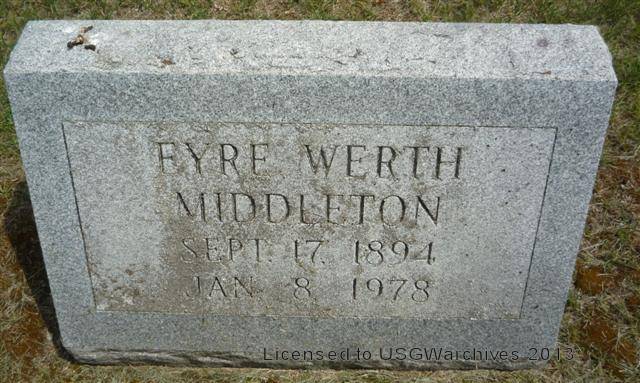 EYRE WERTH
MIDDLETON
SEPT. 17, 1894
JAN. 8, 1978
Licensed to USGWarchives 2013